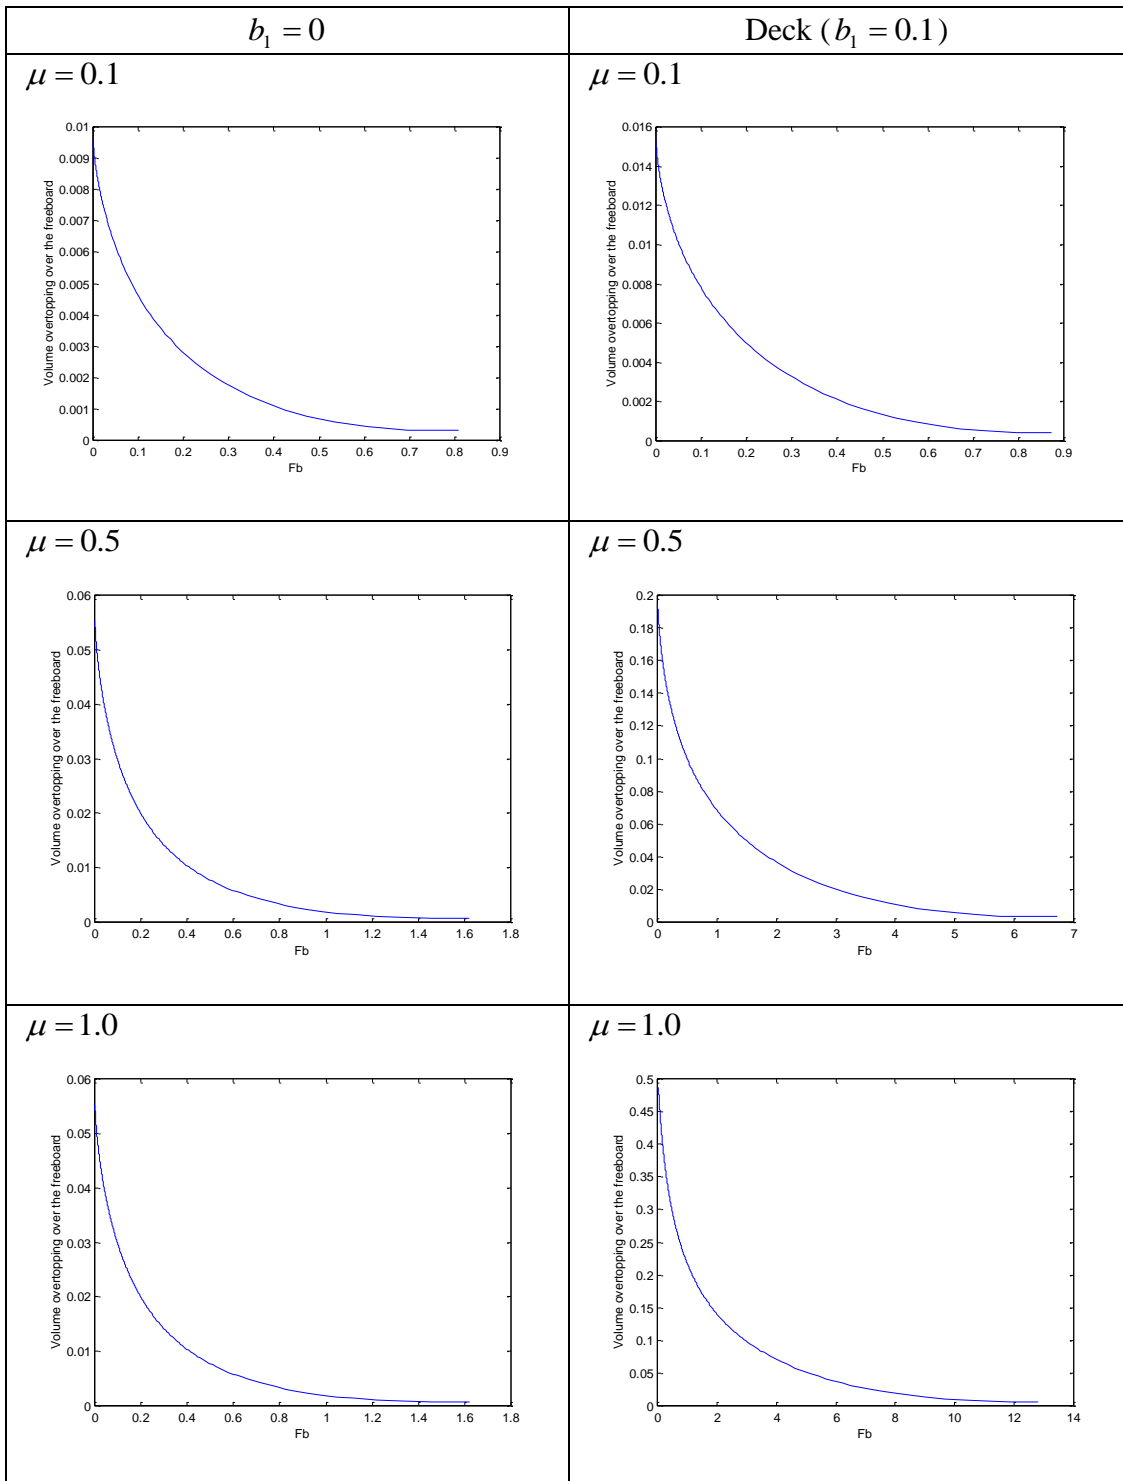 b₁ = 0
Deck (b₁ = 0.1)
μ = 0.1
0.01
0.009
0.008
0.007
0.006
0.005
0.004
0.003
0.002
0.001
0
Volume overtopping over the freeboard
0 0.1 0.2 0.3 0.4 0.5 0.6 0.7 0.8 0.9
Fb
μ = 0.1
0.016
0.014
0.012
0.01
0.008
0.006
0.004
0.002
0
Volume overtopping over the freeboard
0 0.1 0.2 0.3 0.4 0.5 0.6 0.7 0.8 0.9
Fb
μ = 0.5
0.06
0.05
0.04
0.03
0.02
0.01
0
Volume overtopping over the freeboard
0 0.2 0.4 0.6 0.8 1 1.2 1.4 1.6 1.8
Fb
μ = 0.5
0.2
0.18
0.16
0.14
0.12
0.1
0.08
0.06
0.04
0.02
0
Volume overtopping over the freeboard
0 1 2 3 4 5 6 7
Fb
μ = 1.0
0.06
0.05
0.04
0.03
0.02
0.01
0
Volume overtopping over the freeboard
0 0.2 0.4 0.6 0.8 1 1.2 1.4 1.6 1.8
Fb
μ = 1.0
0.5
0.45
0.4
0.35
0.3
0.25
0.2
0.15
0.1
0.05
0
Volume overtopping over the freeboard
0 2 4 6 8 10 12 14
Fb